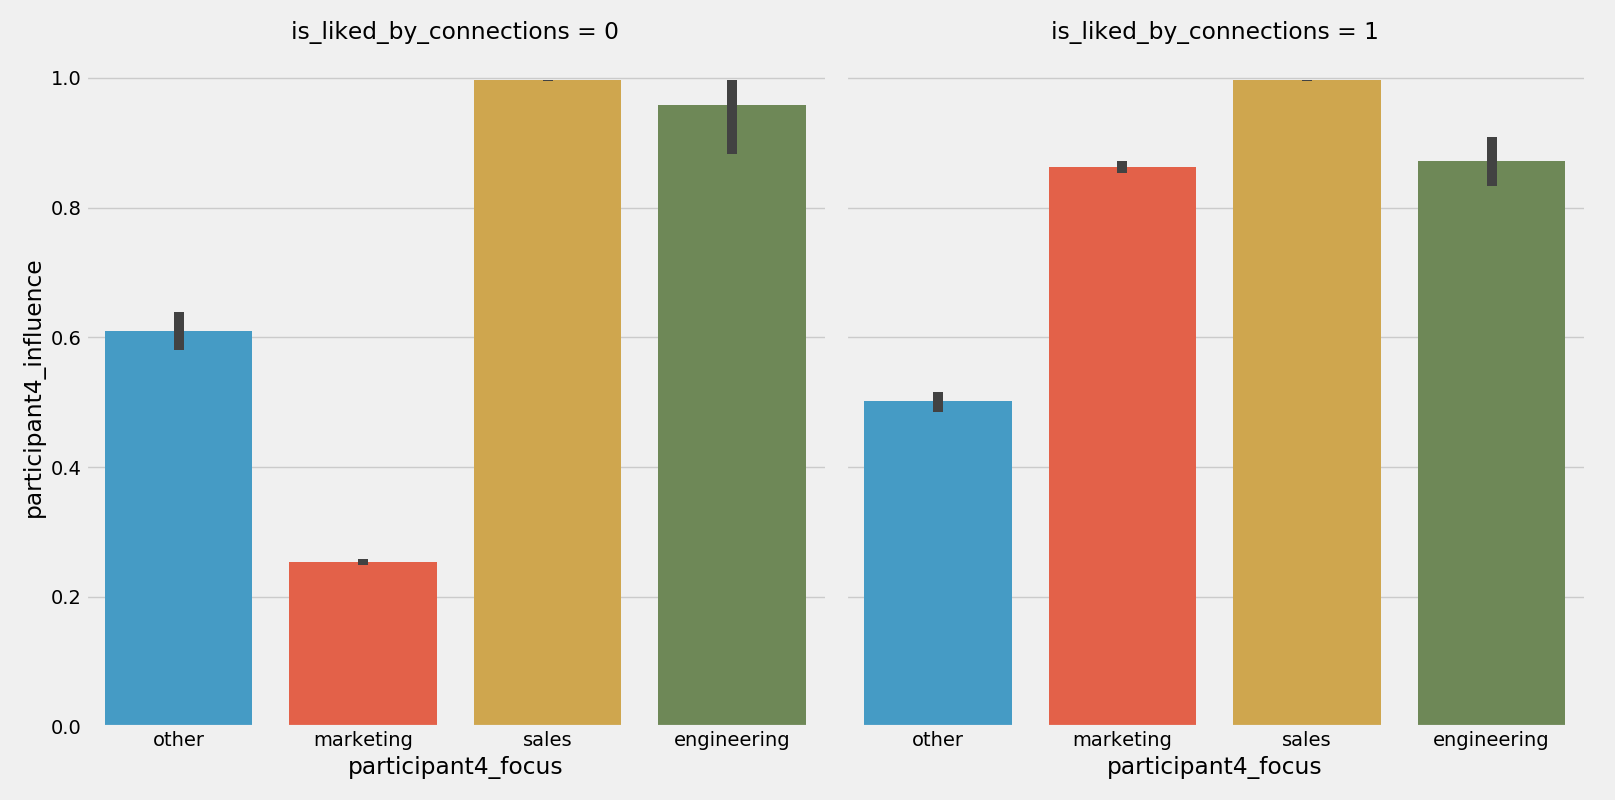 is_liked_by_connections = 0
is_liked_by_connections = 1
participant4_influence
1.0
0.8
0.6
0.4
0.2
0.0
other marketing sales engineering
other marketing sales engineering
participant4_focus
participant4_focus